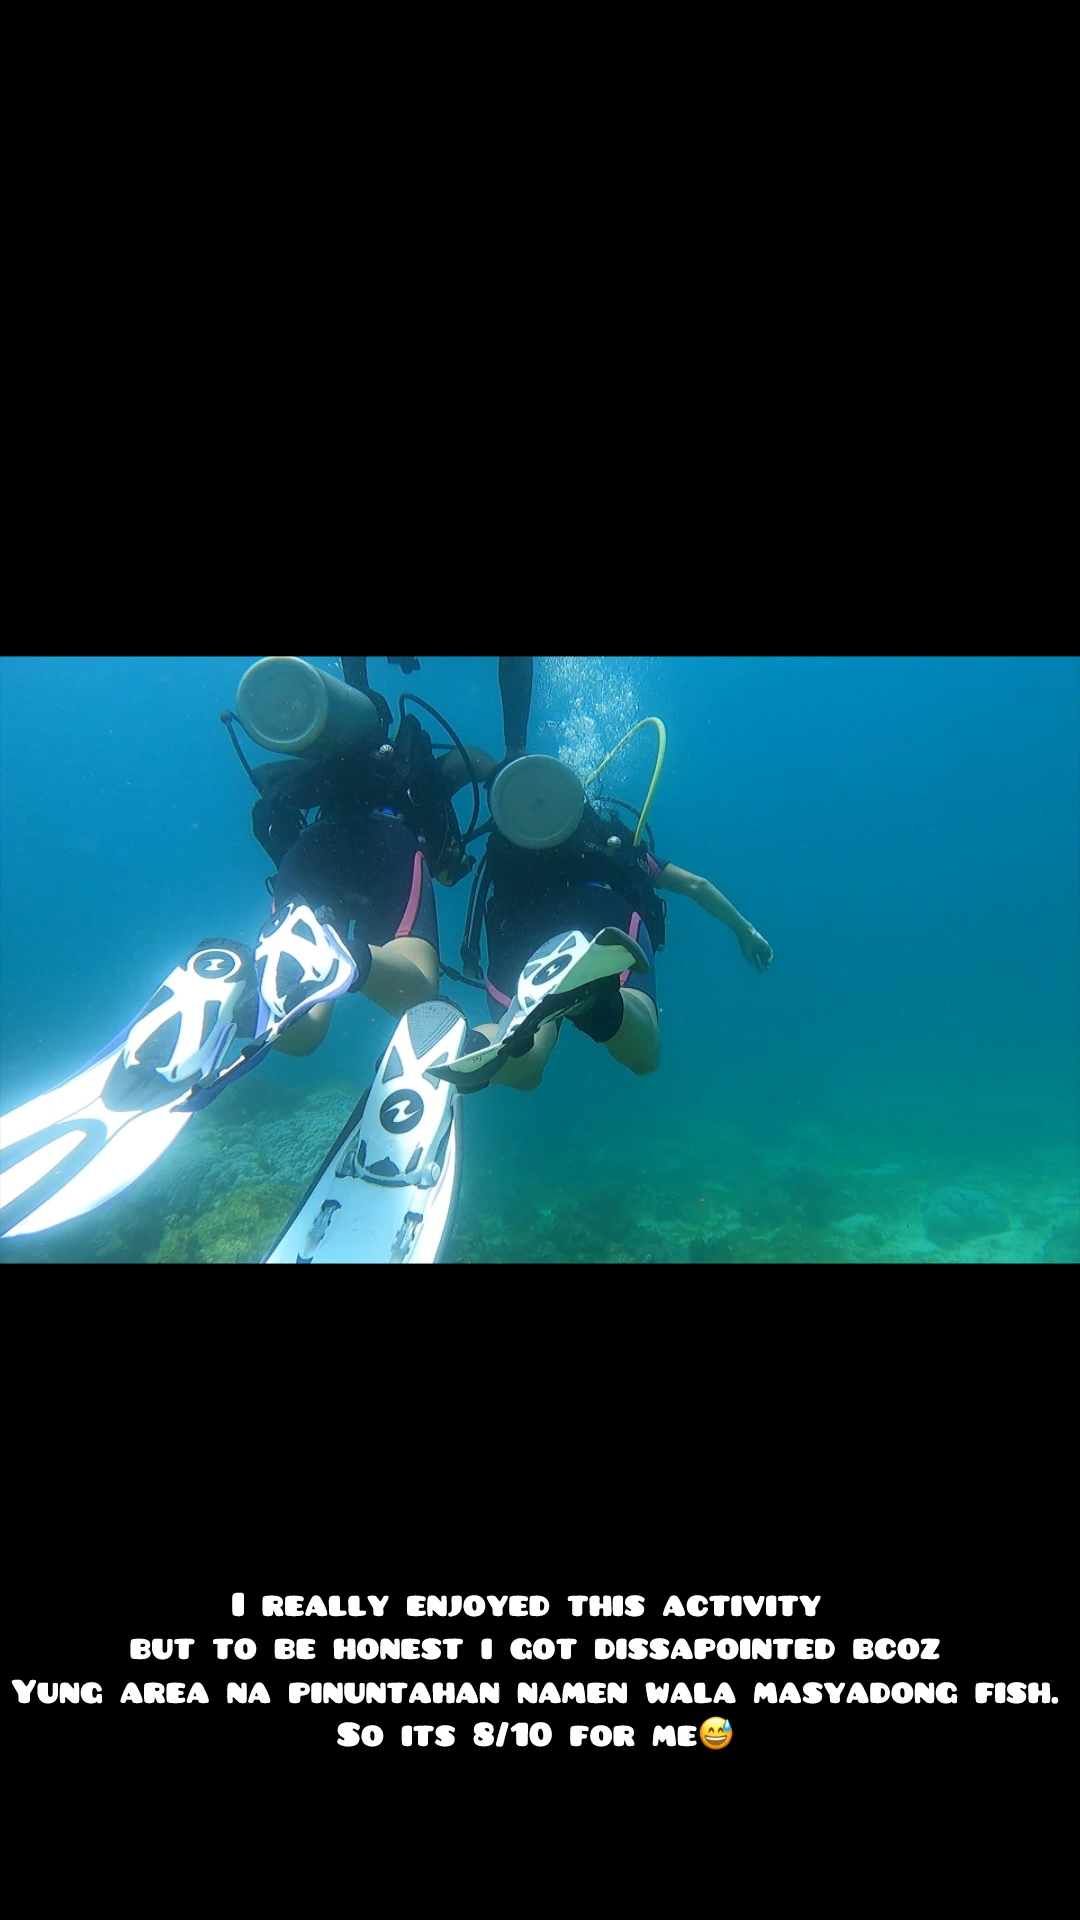 I really enjoyed this activity
but to be honest i got dissapointed bcoz
Yung area na pinuntahan namen wala masyadong fish.
So its 8/10 for me😅